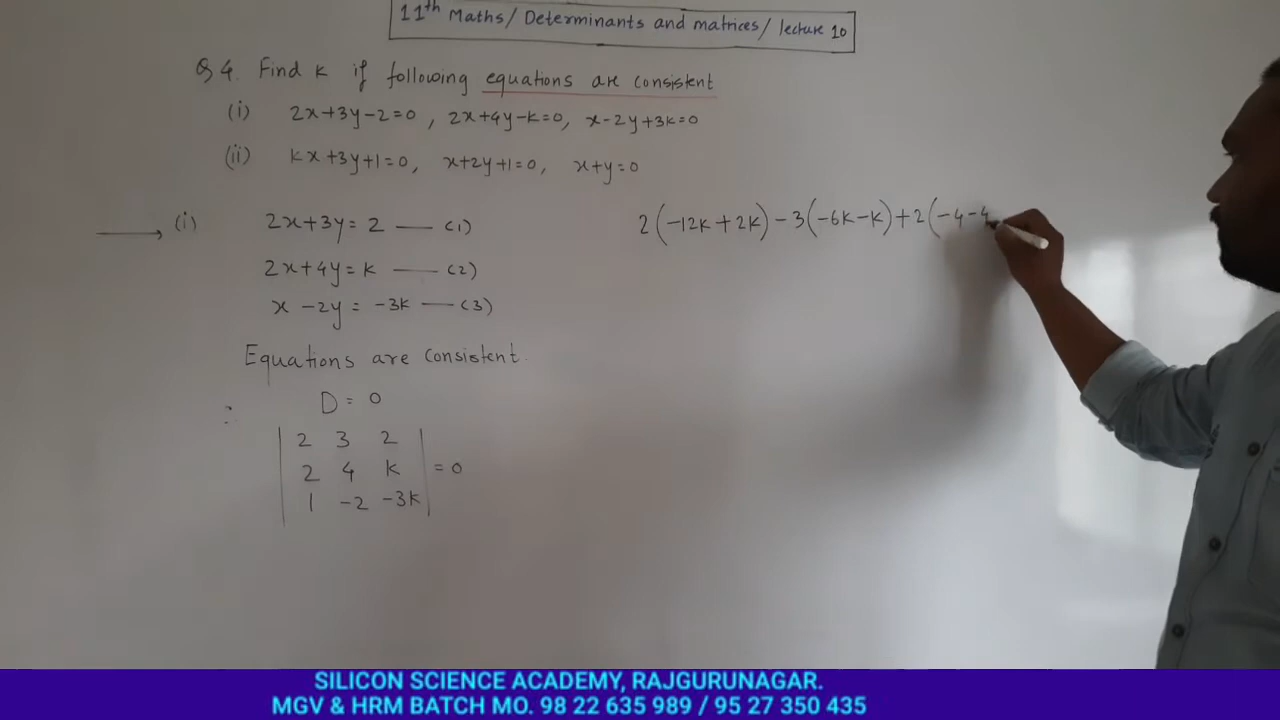 11th Maths/ Determinants and matrices/ lecture 10
Q 4. Find k if following equations are consistent
(i) 2x+3y-2=0, 2x+4y-k=0, x-2y+3k=0
(ii) kx+3y+1=0, x+2y+1=0, x+y=0
(i) 2x+3y= 2 — (1)
2x+4y= k — (2)
x -2y= -3k — (3)
Equations are consistent.
∴ D= 0
2 3 2
2 4 k = 0
1 -2 -3k
2(-12k+2k)-3(-6k-k)+2(-4-4
SILICON SCIENCE ACADEMY, RAJGURUNAGAR.
MGV & HRM BATCH MO. 98 22 635 989 / 95 27 350 435